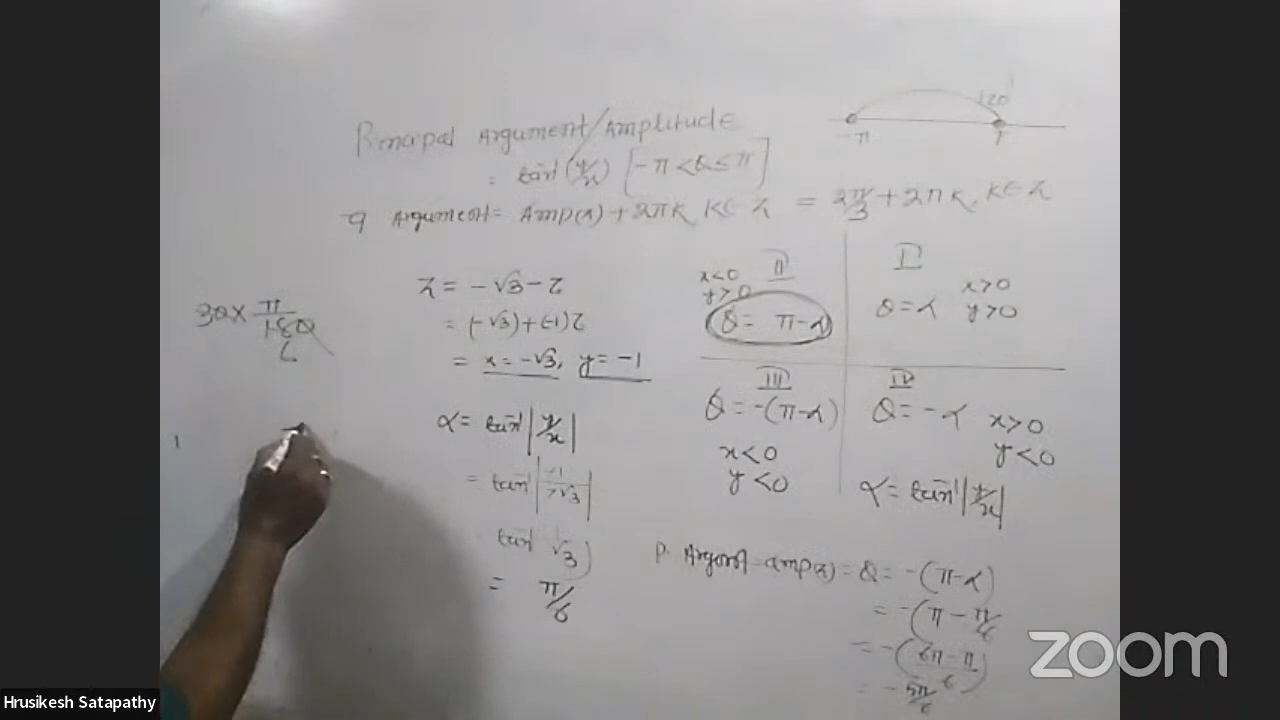 Principal Argument/Amplitude
= tan⁻¹(y/x) [-π<θ≤π]
120
-π
π
Argument = Amp(z)+2πk, k∈z = 2π/3 + 2πk, k∈z
30 × π/180
6
z = -√3-i
= (-√3)+(-1)i
= x=-√3, y=-1
α = tan⁻¹|y/x|
= tan⁻¹|-1/-√3|
tan⁻¹ 1/√3)
= π/6
x<0 II
y>0
θ = π-α
I
θ=α x>0
y>0
III
θ = -(π-α)
x<0
y<0
IV
θ = -α x>0
y<0
α = tan⁻¹|y/x|
P. Argument = amp(z) = θ = -(π-α)
= -(π - π/6
= -(6π-π/6)
= -5π/6
zoom
Hrusikesh Satapathy